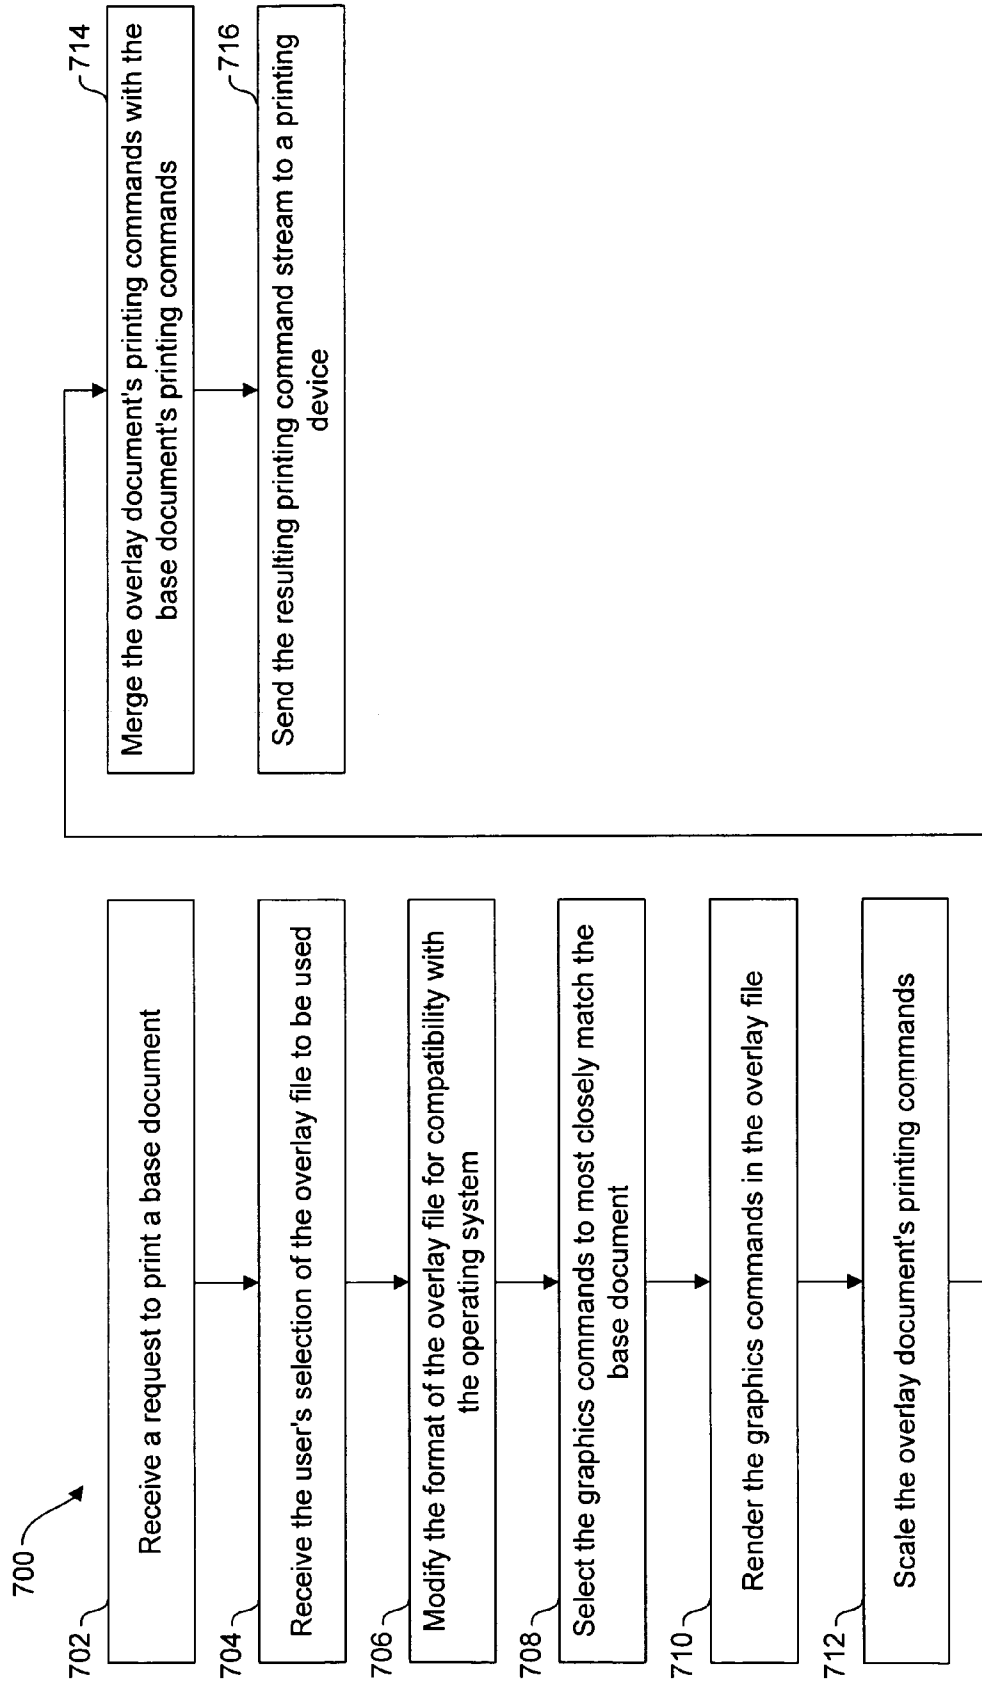 700
702
Receive a request to print a base document
704
Receive the user's selection of the overlay file to be used
706
Modify the format of the overlay file for compatibility with
the operating system
708
Select the graphics commands to most closely match the
base document
710
Render the graphics commands in the overlay file
712
Scale the overlay document's printing commands
714
Merge the overlay document's printing commands with the
base document's printing commands
716
Send the resulting printing command stream to a printing
device